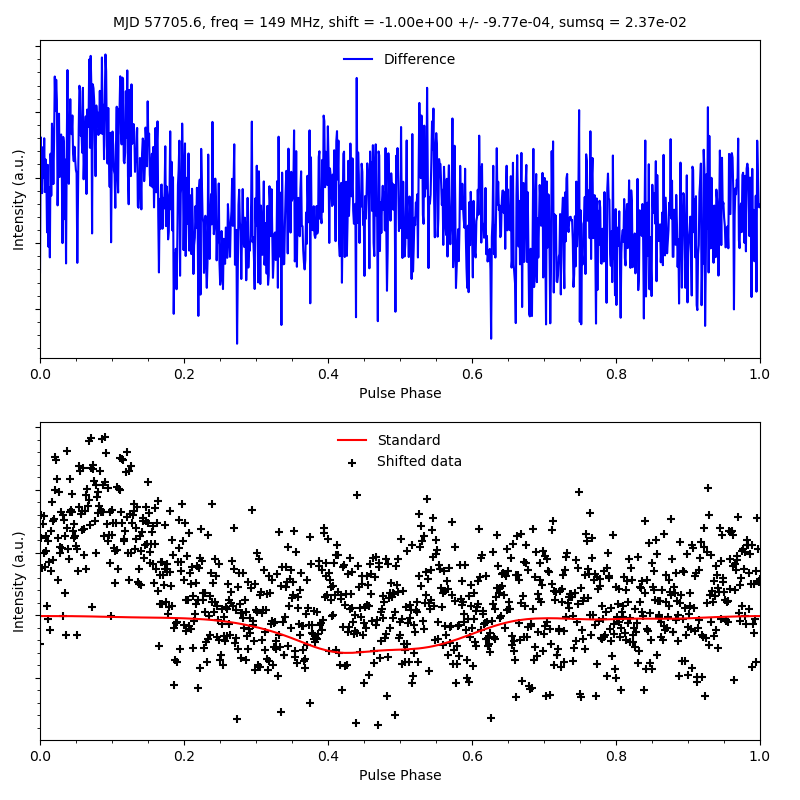 MJD 57705.6, freq = 149 MHz, shift = -1.00e+00 +/- -9.77e-04, sumsq = 2.37e-02
Difference
Intensity (a.u.)
0.0 0.2 0.4 0.6 0.8 1.0
Pulse Phase
Standard
Shifted data
Intensity (a.u.)
0.0 0.2 0.4 0.6 0.8 1.0
Pulse Phase